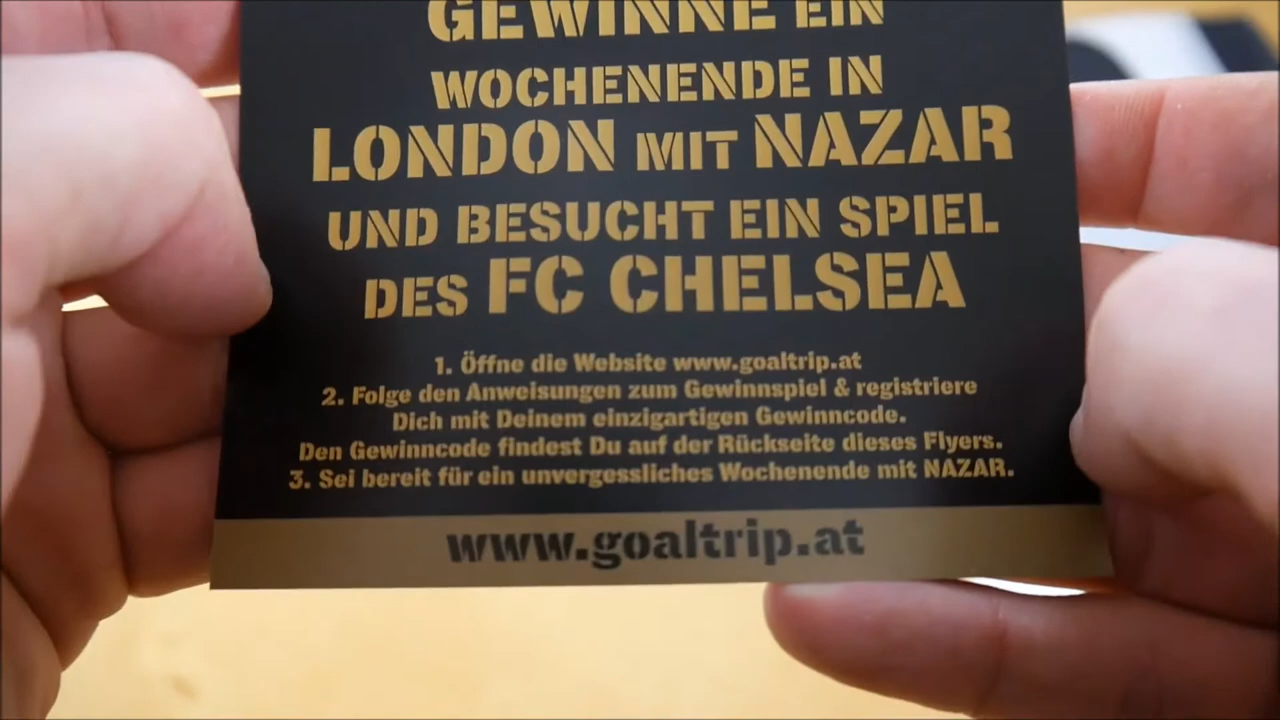 GEWINNE EIN
WOCHENENDE IN
LONDON MIT NAZAR
UND BESUCHT EIN SPIEL
DES FC CHELSEA
1. Öffne die Website www.goaltrip.at
2. Folge den Anweisungen zum Gewinnspiel & registriere
Dich mit Deinem einzigartigen Gewinncode.
Den Gewinncode findest Du auf der Rückseite dieses Flyers.
3. Sei bereit für ein unvergessliches Wochenende mit NAZAR.
www.goaltrip.at